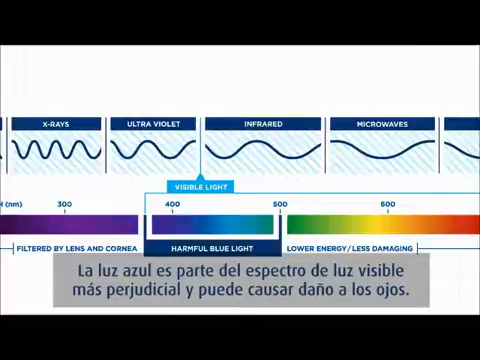 X-RAYS
ULTRA VIOLET
INFRARED
MICROWAVES
VISIBLE LIGHT
H (nm)
300
400
500
600
FILTERED BY LENS AND CORNEA
HARMFUL BLUE LIGHT
LOWER ENERGY/LESS DAMAGING
La luz azul es parte del espectro de luz visible
más perjudicial y puede causar daño a los ojos.